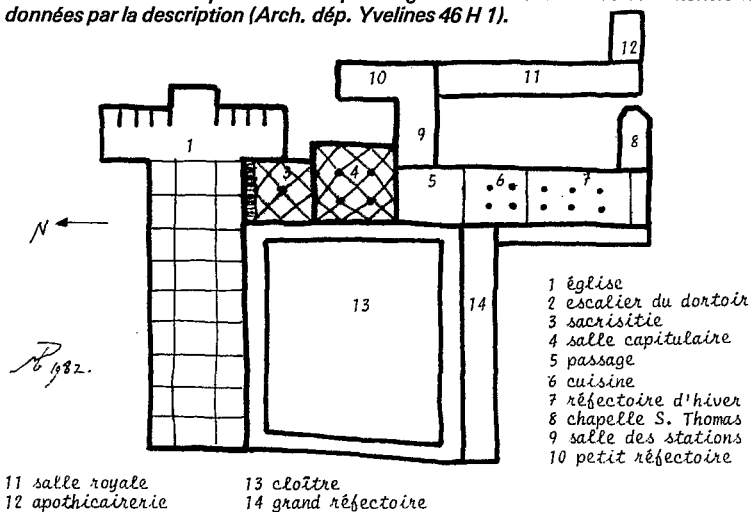 données par la description (Arch. dép. Yvelines 46 H 1).
12
10
11
9
8
1
3
4
5
6
7
N
13
14
1982.
1 église
2 escalier du dortoir
3 sacrisitie
4 salle capitulaire
5 passage
6 cuisine
7 réfectoire d'hiver
8 chapelle S. Thomas
9 salle des stations
10 petit réfectoire
11 salle royale
12 apothicairerie
13 cloître
14 grand réfectoire